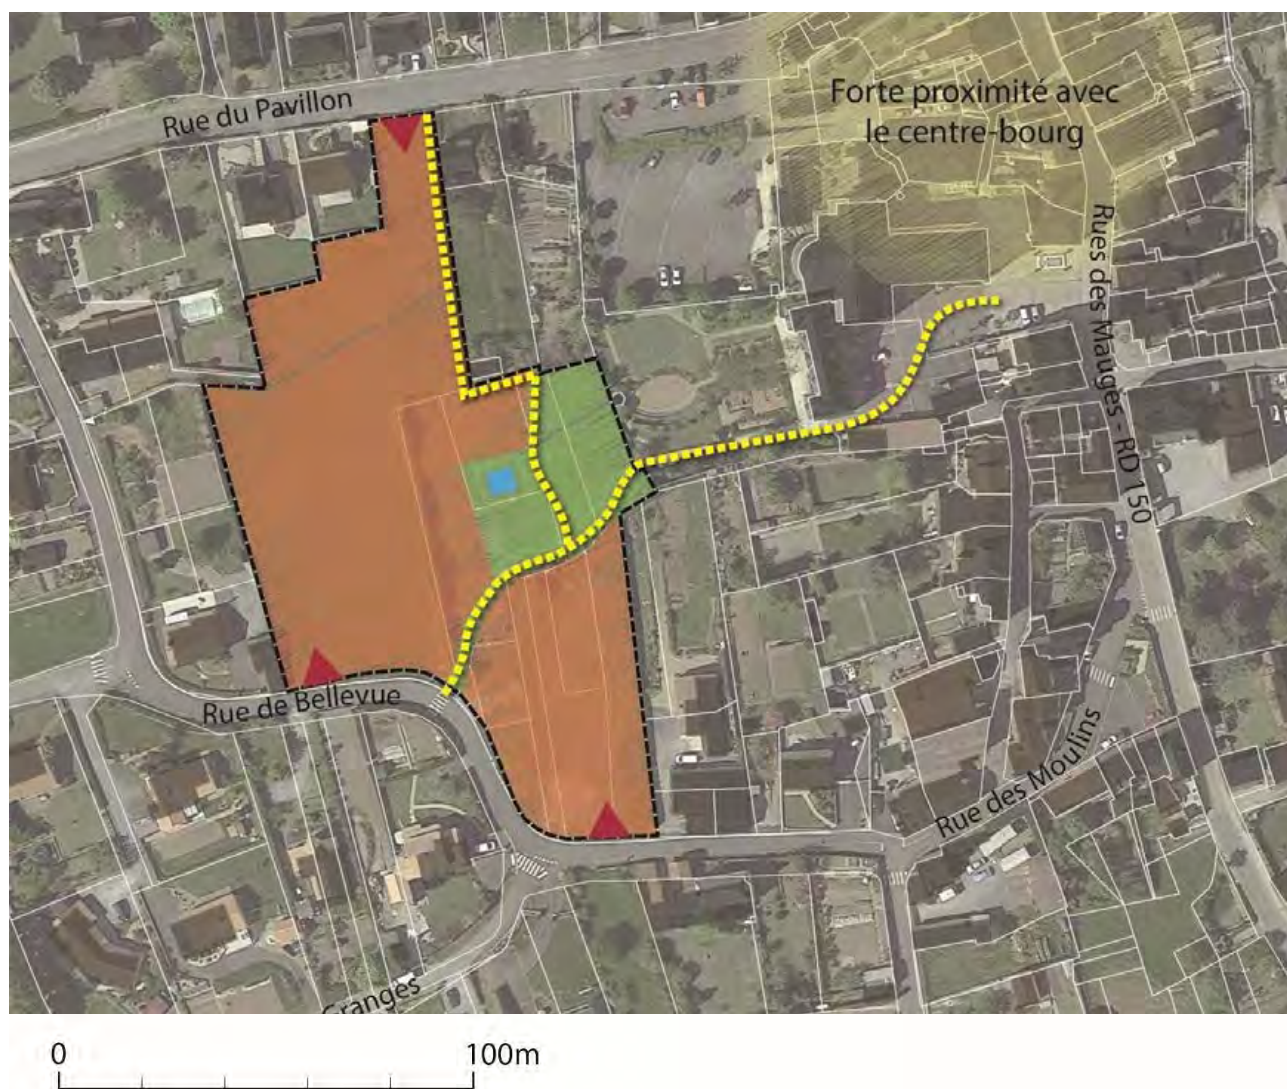 Rue du Pavillon
Forte proximité avec
le centre-bourg
Rues des Mauges - RD 150
Rue de Bellevue
Rue des Moulins
Granges
0
100m